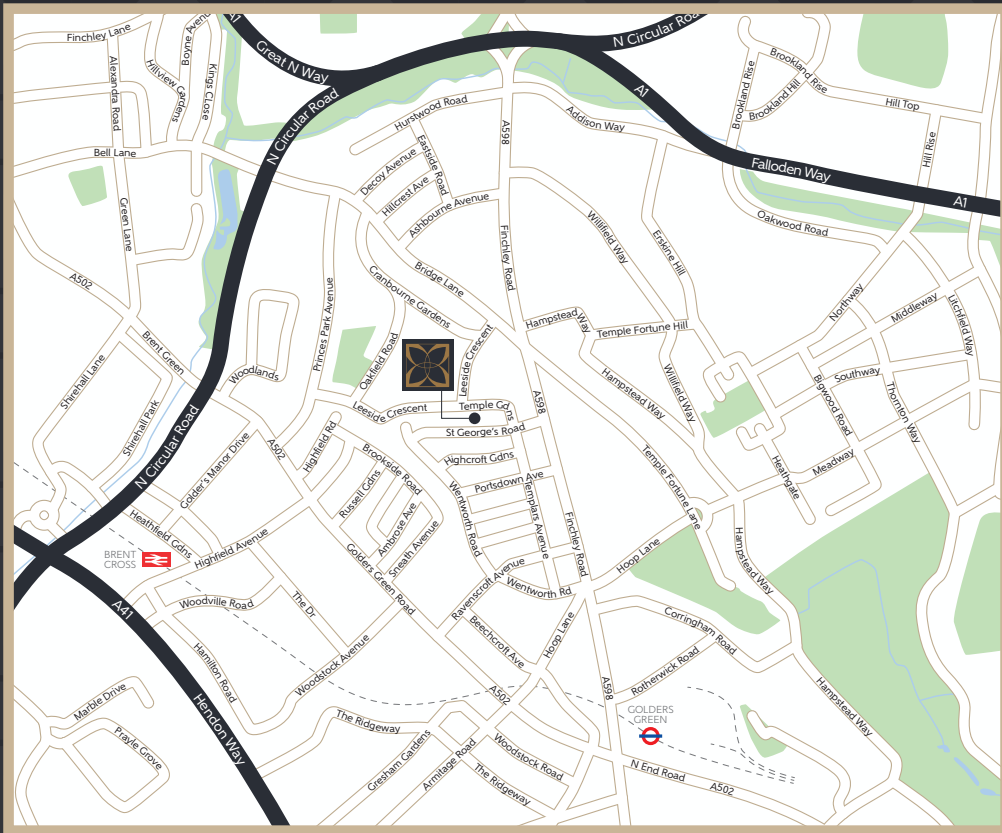 A1
N Circular Road
Finchley Lane
Boyne Avenue
Great N Way
Brookland Rise
Alexandra Road
Hillview Gardens
Kings Close
A1
Brookland Rise
Brookland Hill
Hill Top
N Circular Road
Hurstwood Road
Addison Way
A598
Hill Rise
Bell Lane
Eastside Road
Decoy Avenue
Falloden Way
Hillcrest Ave
A1
Ashbourne Avenue
Green Lane
Willifield Way
Oakwood Road
Finchley Road
Erskine Hill
A502
Bridge Lane
Cranbourne Gardens
Princes Park Avenue
Northway
Middleway
Litchfield Way
Hampstead Way
Temple Fortune Hill
Brent Green
Oakfield Road
Leeside Crescent
Shirehall Lane
Woodlands
Southway
Hampstead Way
Willifield Way
Bigwood Road
Thornton Way
A598
Leeside Crescent
Temple Gdns
Shirehall Park
St George's Road
N Circular Road
A502
Highfield Rd
Golder's Manor Drive
Brookside Road
Highcroft Gdns
Meadway
Heathgate
Temple Fortune Lane
Portsdown Ave
Russell Gdns
Wentworth Road
Templars Avenue
Ambrose Ave
Finchley Road
Heathfield Gdns
Highfield Avenue
Sneath Avenue
Hoop Lane
BRENT
CROSS
Golders Green Road
Hampstead Way
Ravenscroft Avenue
Wentworth Rd
A41
Woodville Road
The Dr
Hoop Lane
Beechcroft Ave
Corringham Road
Hamilton Road
Woodstock Avenue
Rotherwick Road
A598
A502
Marble Drive
Hampstead Way
GOLDERS
GREEN
Hendon Way
The Ridgeway
Prayle Grove
Gresham Gardens
Armitage Road
Woodstock Road
N End Road
The Ridgeway
A502